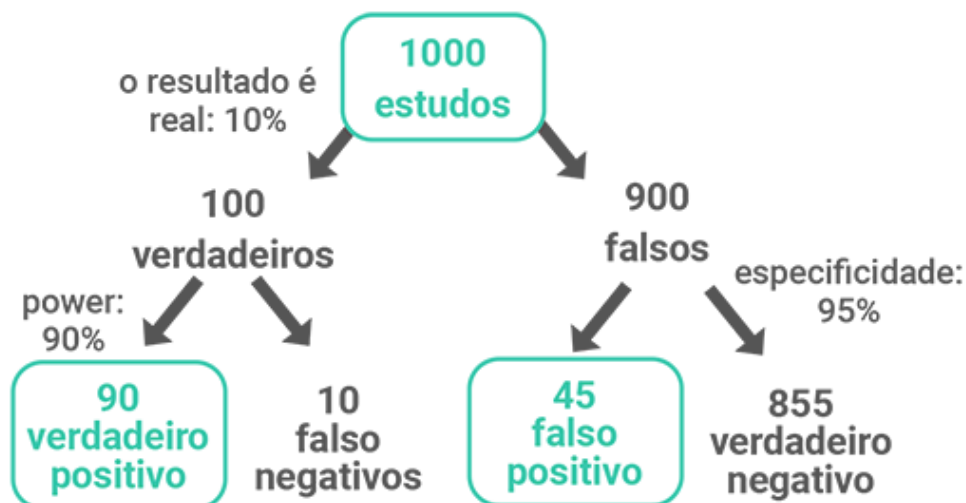 1000
estudos
o resultado é
real: 10%
100
verdadeiros
900
falsos
power:
90%
especificidade:
95%
90
verdadeiro
positivo
10
falso
negativos
45
falso
positivo
855
verdadeiro
negativo